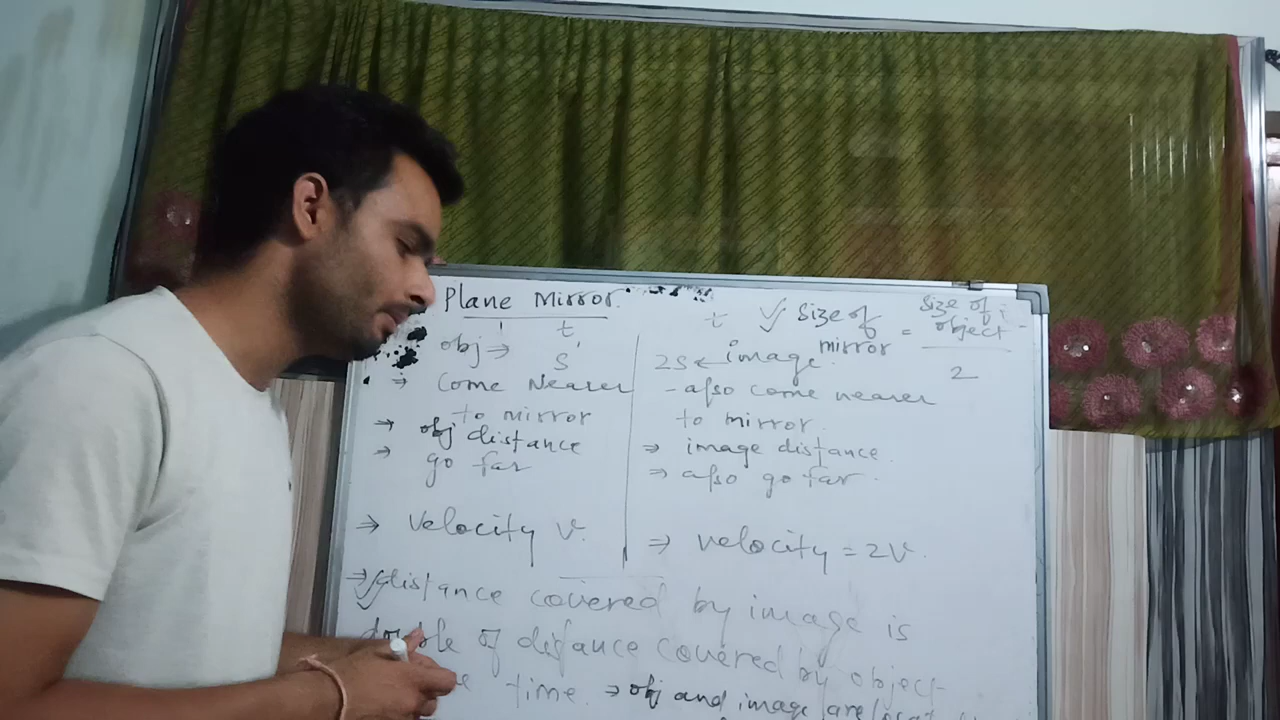 Plane Mirror.
t
t ✓ Size of mirror = Size of object
2
obj ⇒ S
2S ← image
⇒ Come Nearer to mirror
- also come nearer to mirror.
→ obj distance
⇒ image distance
→ go far
⇒ also go far.
⇒ velocity v.
⇒ velocity = 2v.
⇒ distance covered by image is
double of distance covered by object
time. → obj and image are